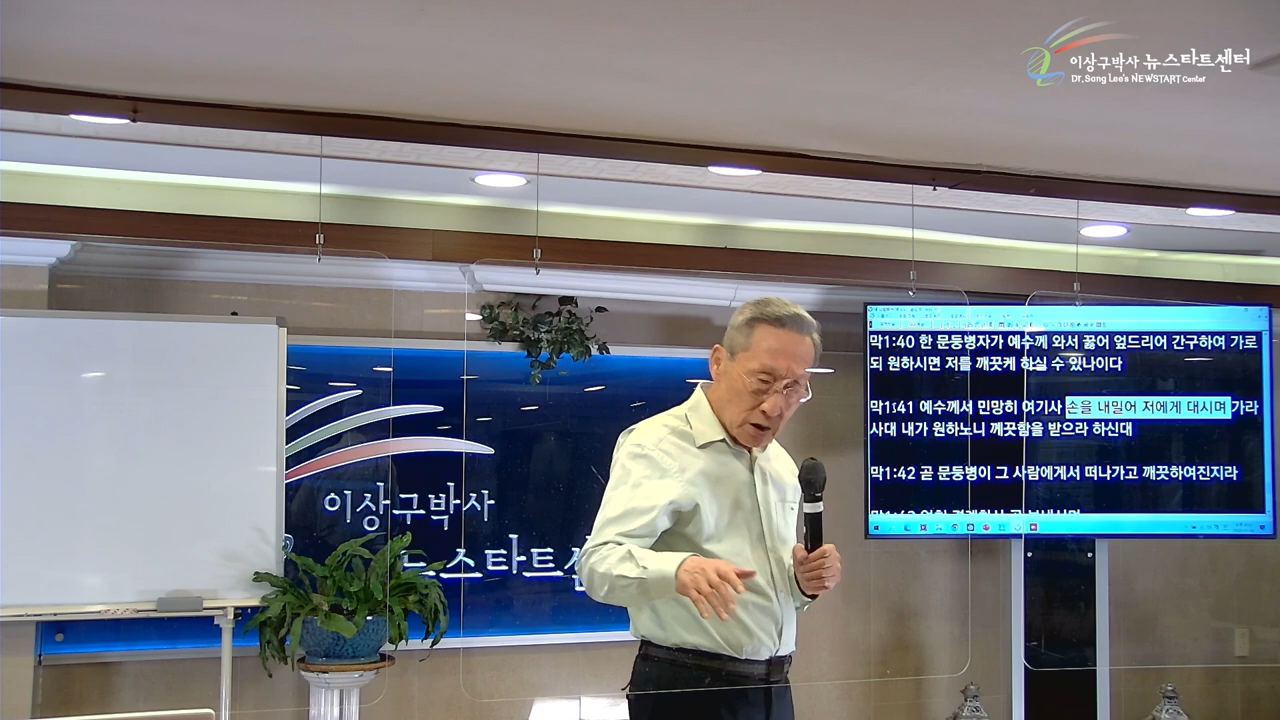 이상구박사 뉴스타트센터
Dr. Sang Lee's NEWSTART Center
막1:40 한 문둥병자가 예수께 와서 꿇어 엎드리어 간구하여 가로
되 원하시면 저를 깨끗케 하실 수 있나이다
막1:41 예수께서 민망히 여기사 손을 내밀어 저에게 대시며 가라
사대 내가 원하노니 깨끗함을 받으라 하신대
막1:42 곧 문둥병이 그 사람에게서 떠나가고 깨끗하여진지라
이상구박사
뉴스타트센